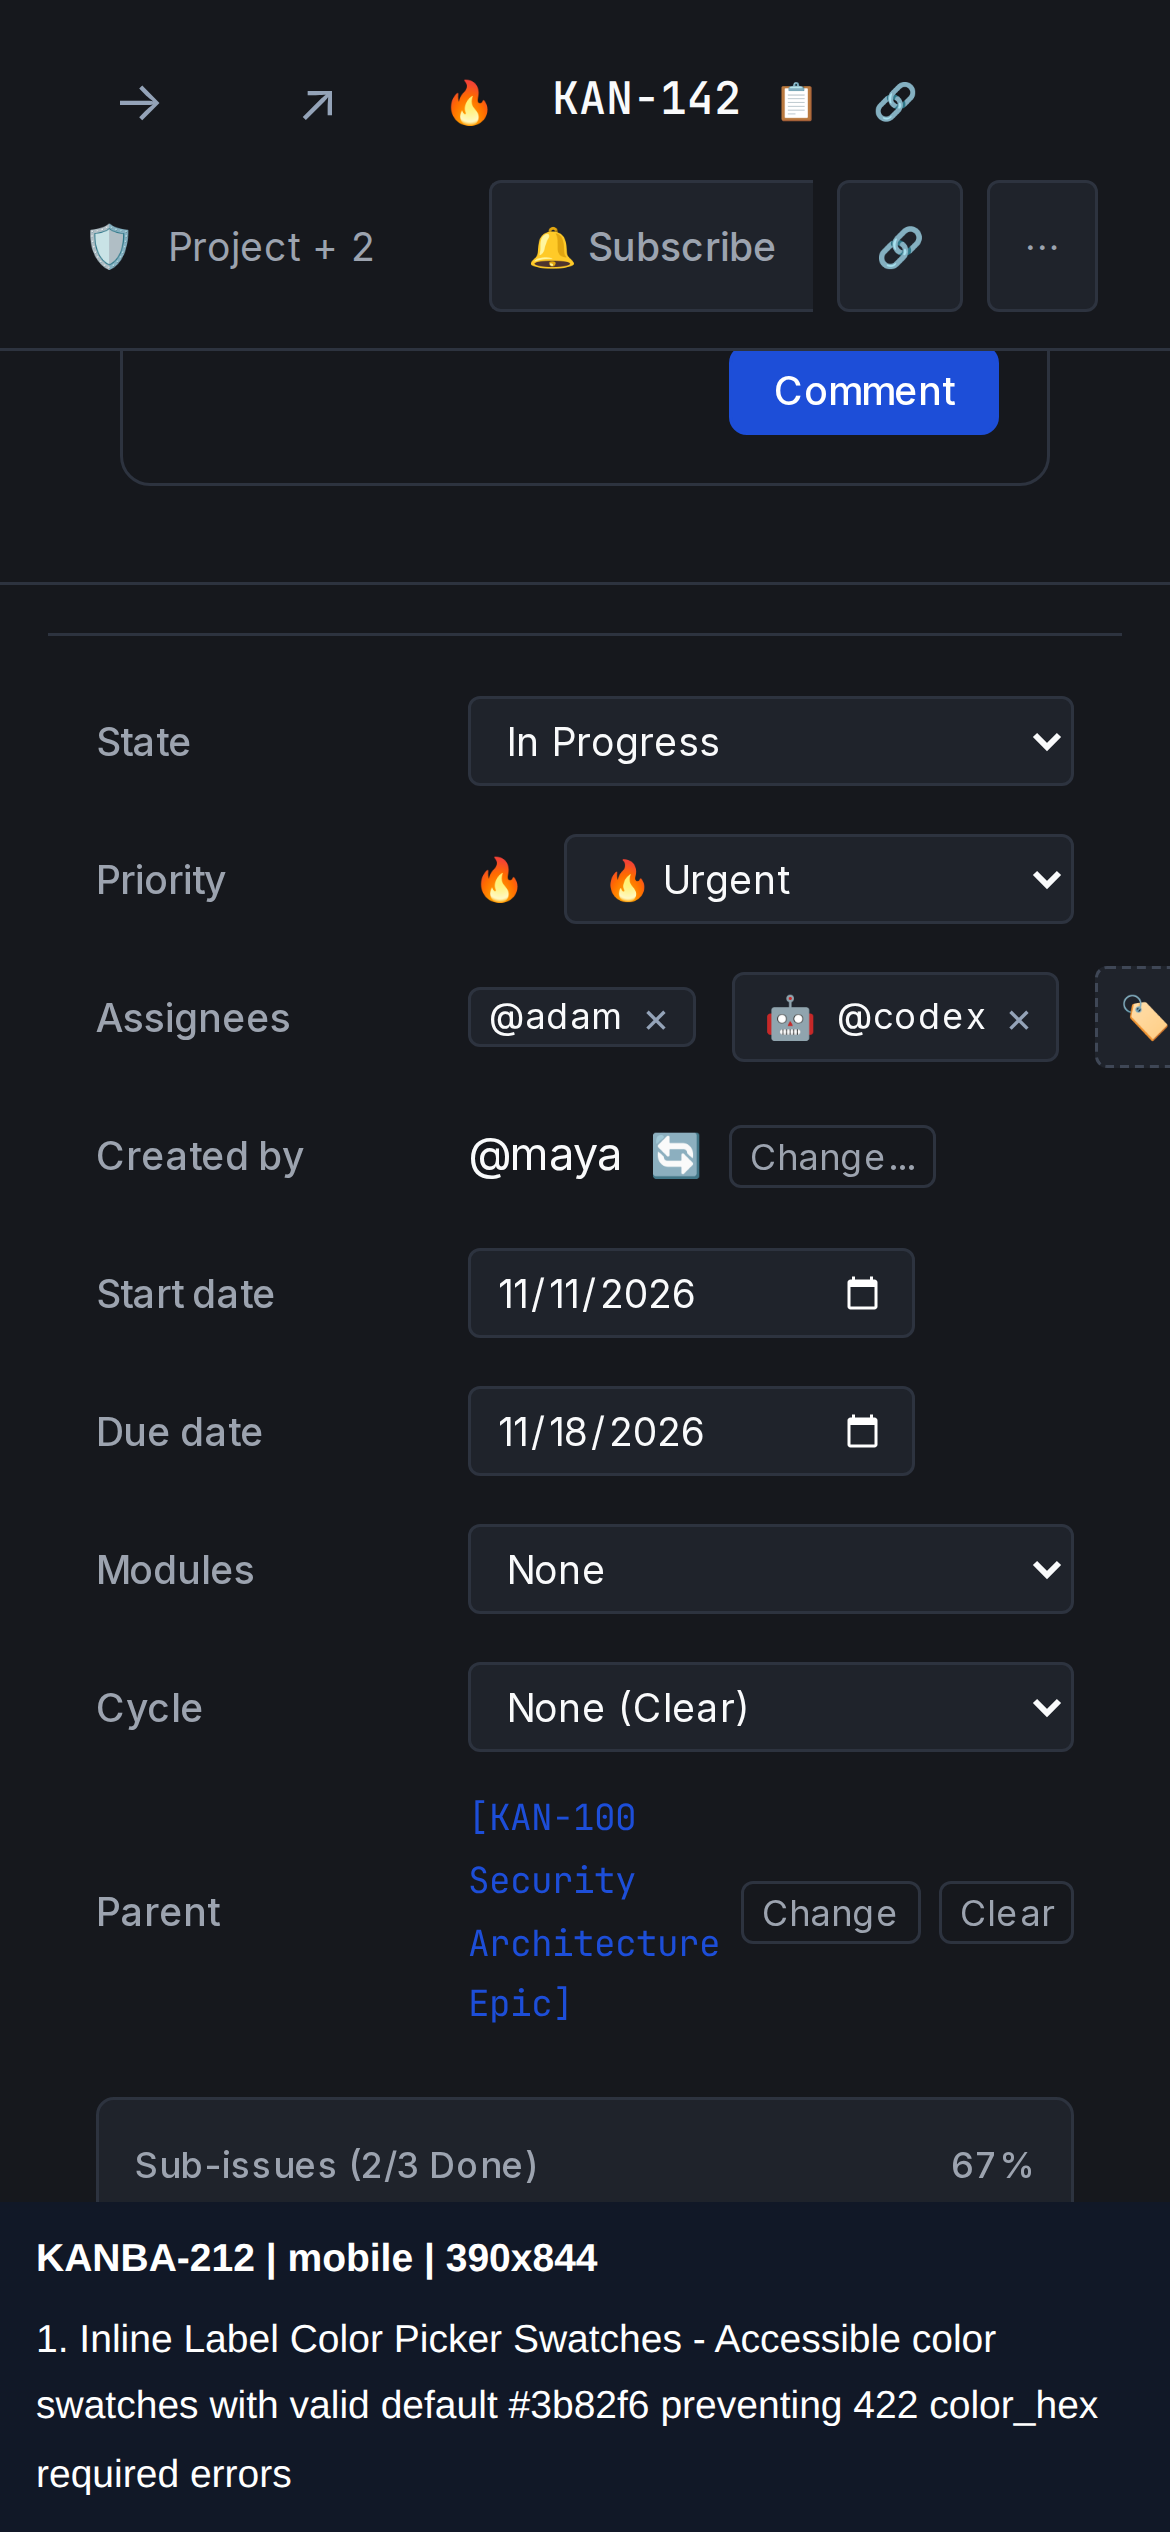 KAN-142
Project + 2
Subscribe
...
Comment
State
In Progress
Priority
Urgent
Assignees
@adam ×
@codex ×
Created by
@maya
Change...
Start date
11/11/2026
Due date
11/18/2026
Modules
None
Cycle
None (Clear)
Parent
[KAN-100
Security
Architecture
Epic]
Change
Clear
Sub-issues (2/3 Done)
67%
KANBA-212 | mobile | 390x844
1. Inline Label Color Picker Swatches - Accessible color
swatches with valid default #3b82f6 preventing 422 color_hex
required errors